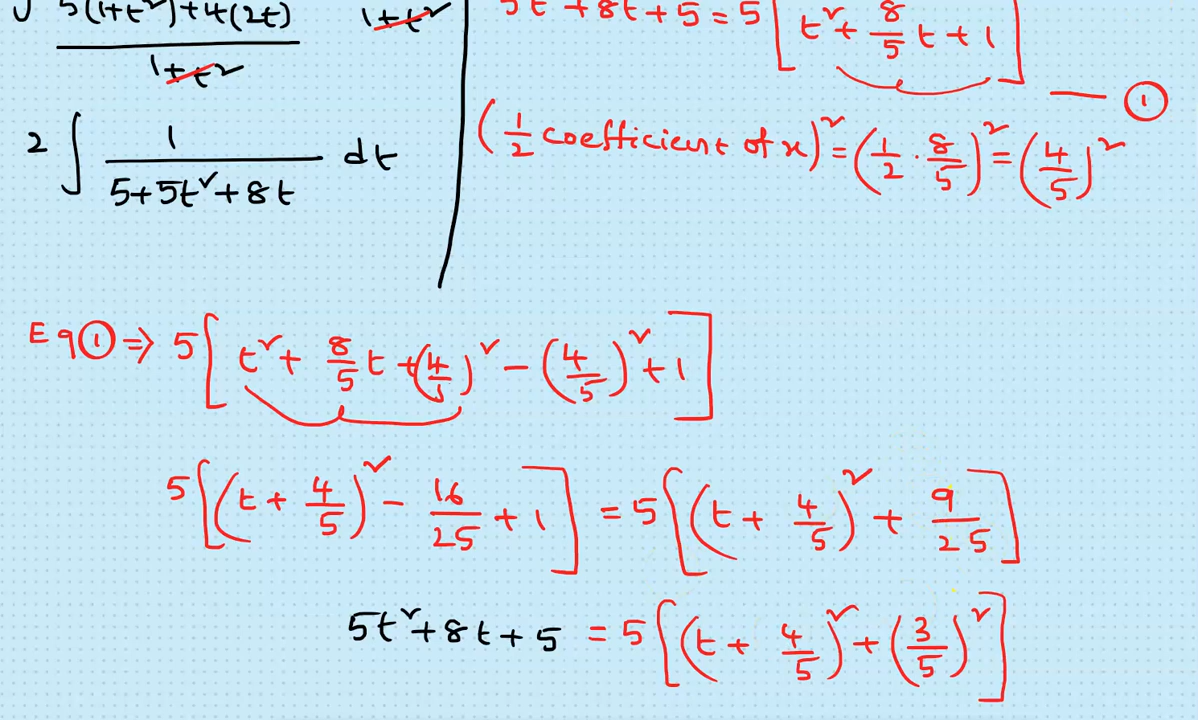 ∫ 5(1+t²)+4(2t) / 1+t² 1+t²
2 ∫ 1 / 5+5t²+8t dt
5t²+8t+5 = 5[t² + 8/5 t + 1] — ①
(1/2 coefficient of x)² = (1/2 · 8/5)² = (4/5)²
Eq① ⇒ 5[t² + 8/5 t + (4/5)² − (4/5)² + 1]
5[(t + 4/5)² − 16/25 + 1] = 5[(t + 4/5)² + 9/25]
5t²+8t+5 = 5[(t + 4/5)² + (3/5)²]